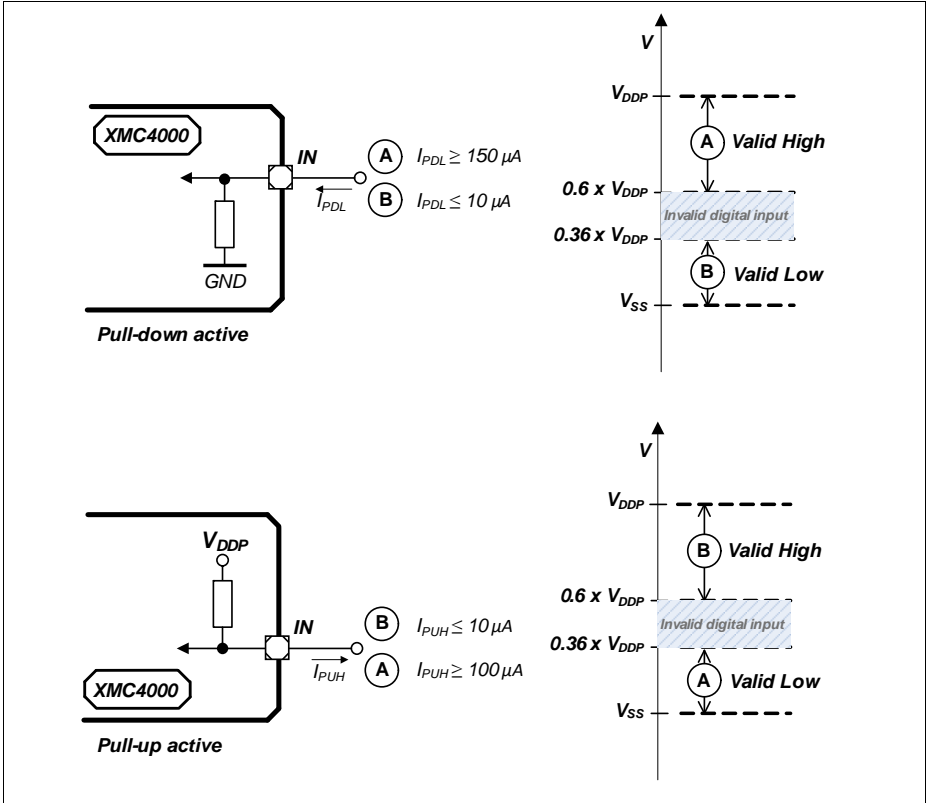 XMC4000
IN
A I_PDL ≥ 150 µA
I_PDL
B I_PDL ≤ 10 µA
GND
Pull-down active
V
V_DDP
A Valid High
0.6 x V_DDP
Invalid digital input
0.36 x V_DDP
B Valid Low
V_SS
V_DDP
IN
B I_PUH ≤ 10 µA
I_PUH
A I_PUH ≥ 100 µA
XMC4000
Pull-up active
V
V_DDP
B Valid High
0.6 x V_DDP
Invalid digital input
0.36 x V_DDP
A Valid Low
V_SS